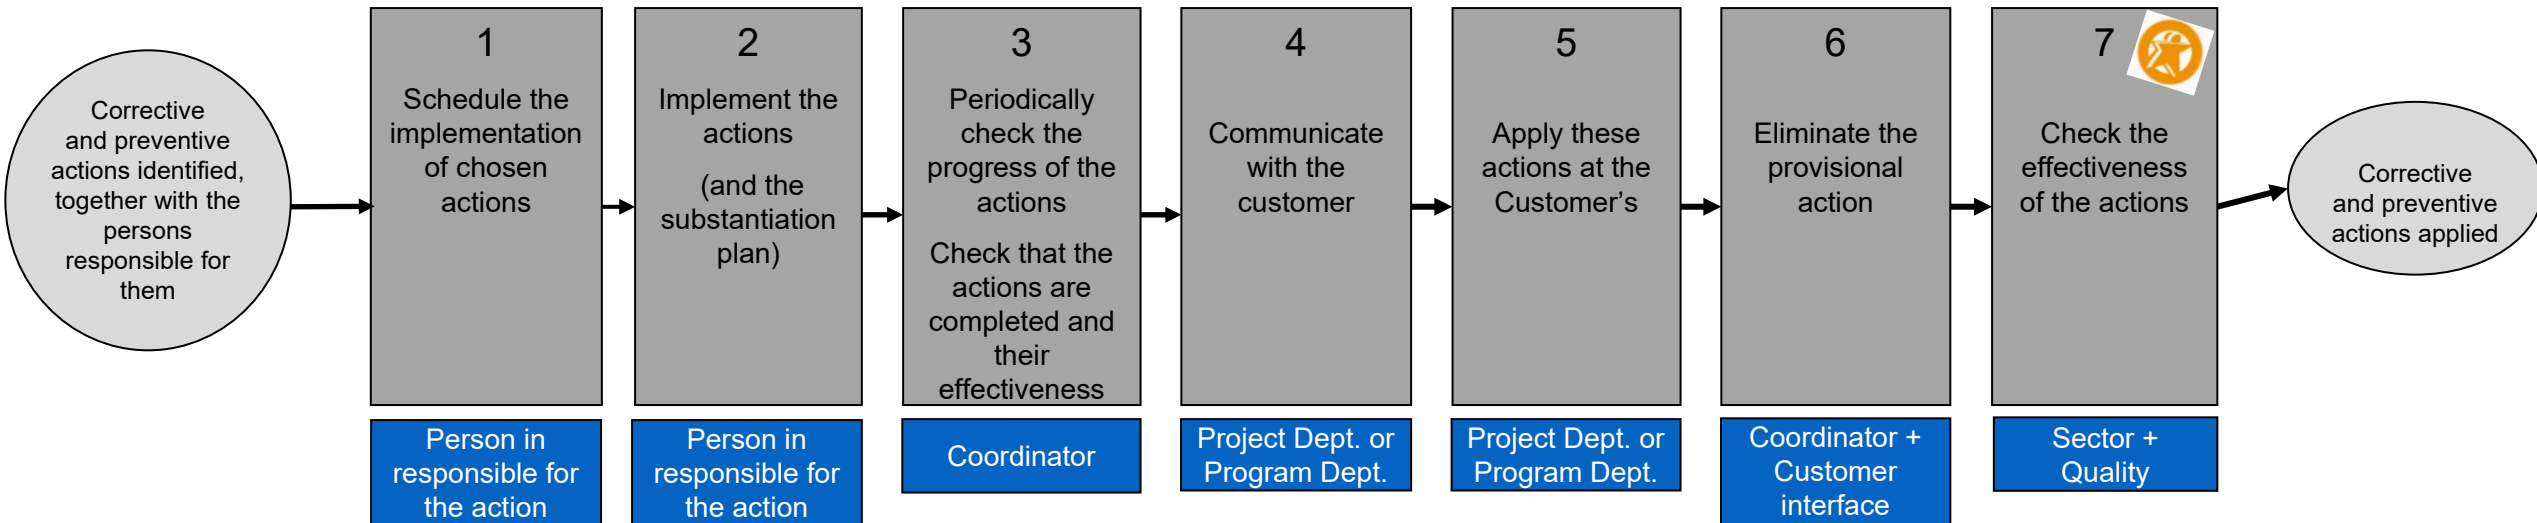 Corrective
and preventive
actions identified,
together with the
persons
responsible for
them
1
Schedule the
implementation
of chosen
actions
Person in
responsible for
the action
2
Implement the
actions
(and the
substantiation
plan)
Person in
responsible for
the action
3
Periodically
check the
progress of the
actions
Check that the
actions are
completed and
their
effectiveness
Coordinator
4
Communicate
with the
customer
Project Dept. or
Program Dept.
5
Apply these
actions at the
Customer’s
Project Dept. or
Program Dept.
6
Eliminate the
provisional
action
Coordinator +
Customer
interface
7
Check the
effectiveness
of the actions
Sector +
Quality
Corrective
and preventive
actions applied